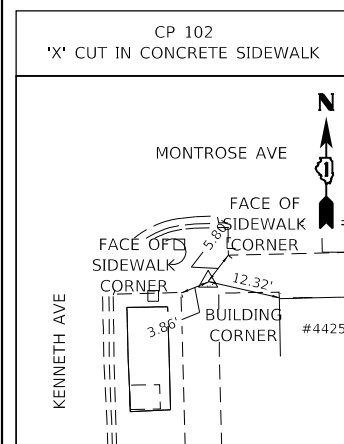 CP 102
'X' CUT IN CONCRETE SIDEWALK
N
MONTROSE AVE
1
FACE OF
SIDEWALK
CORNER
5.80'
FACE OF
SIDEWALK
CORNER
12.32'
3.86'
BUILDING
CORNER
#4425
KENNETH AVE